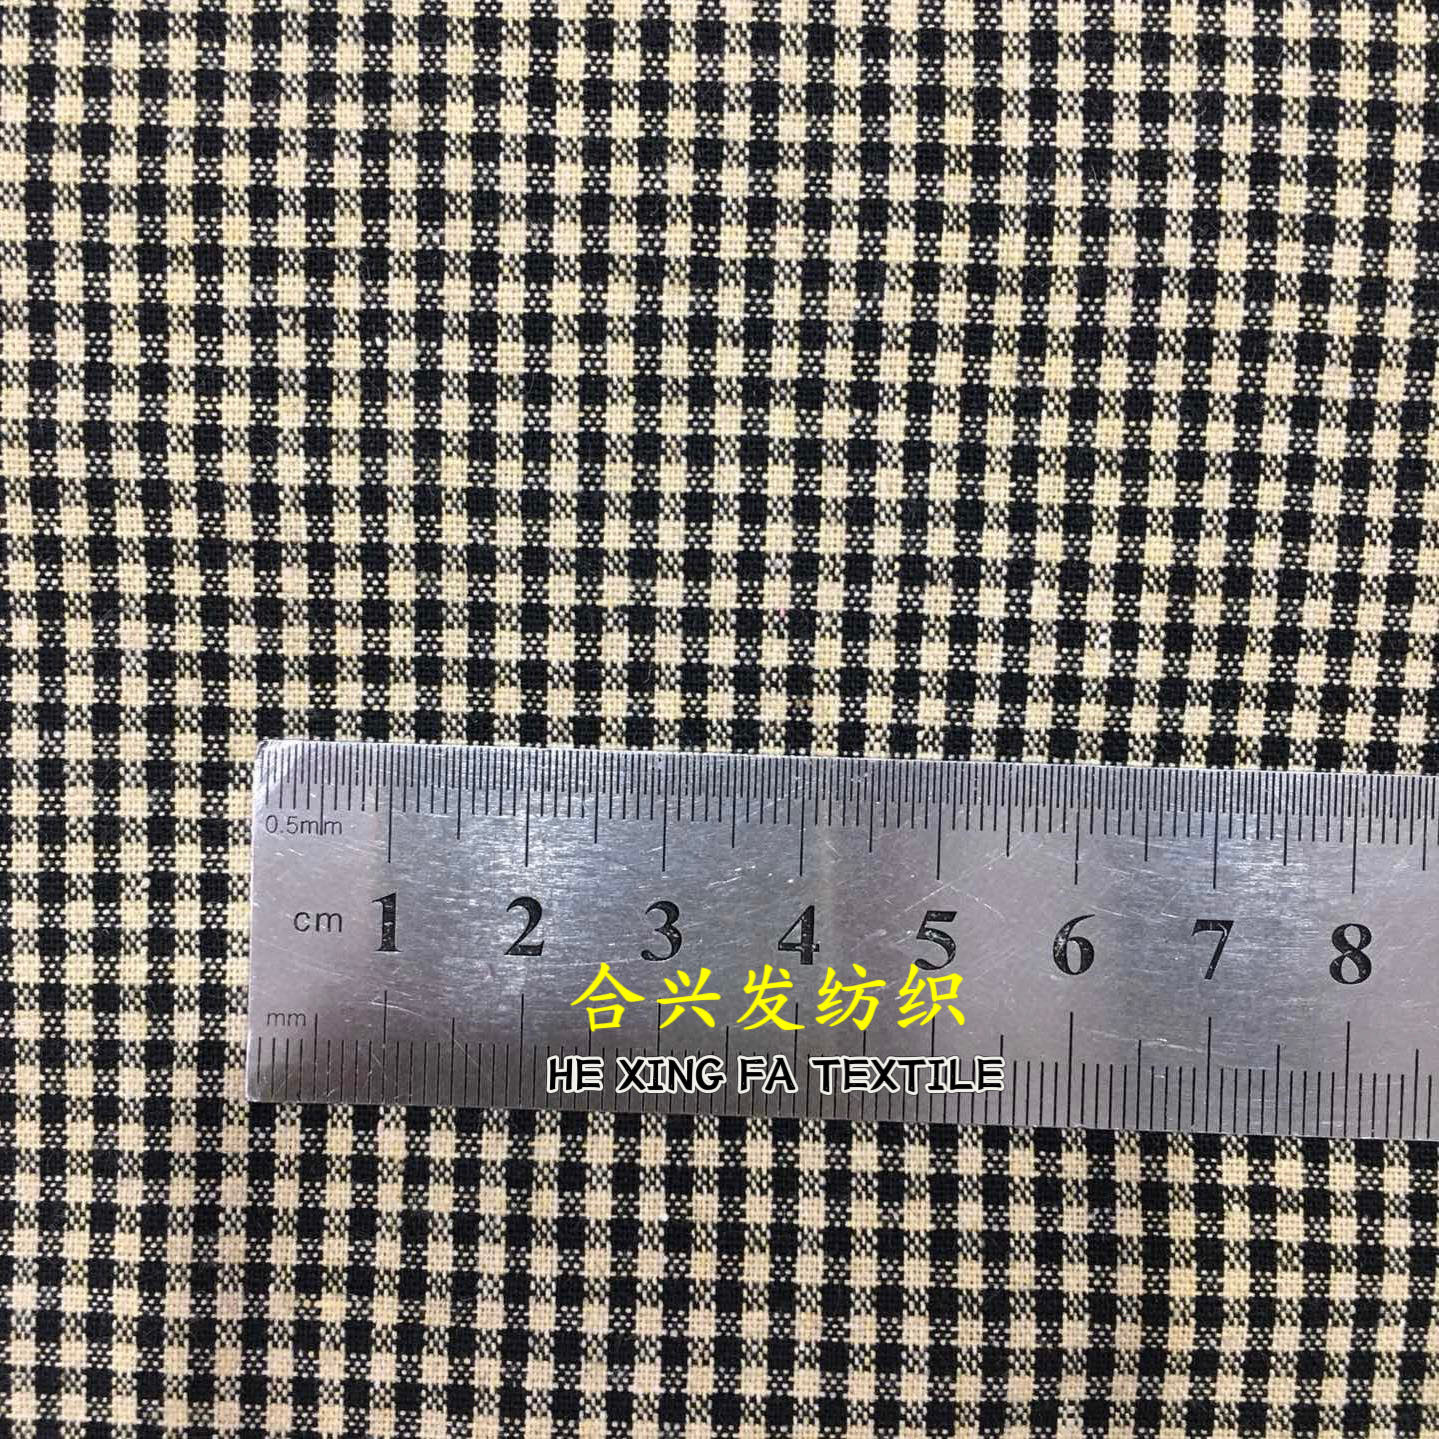 0.5mm
cm 1 2 3 4 5 6 7 8
合兴发纺织
mm
HE XING FA TEXTILE